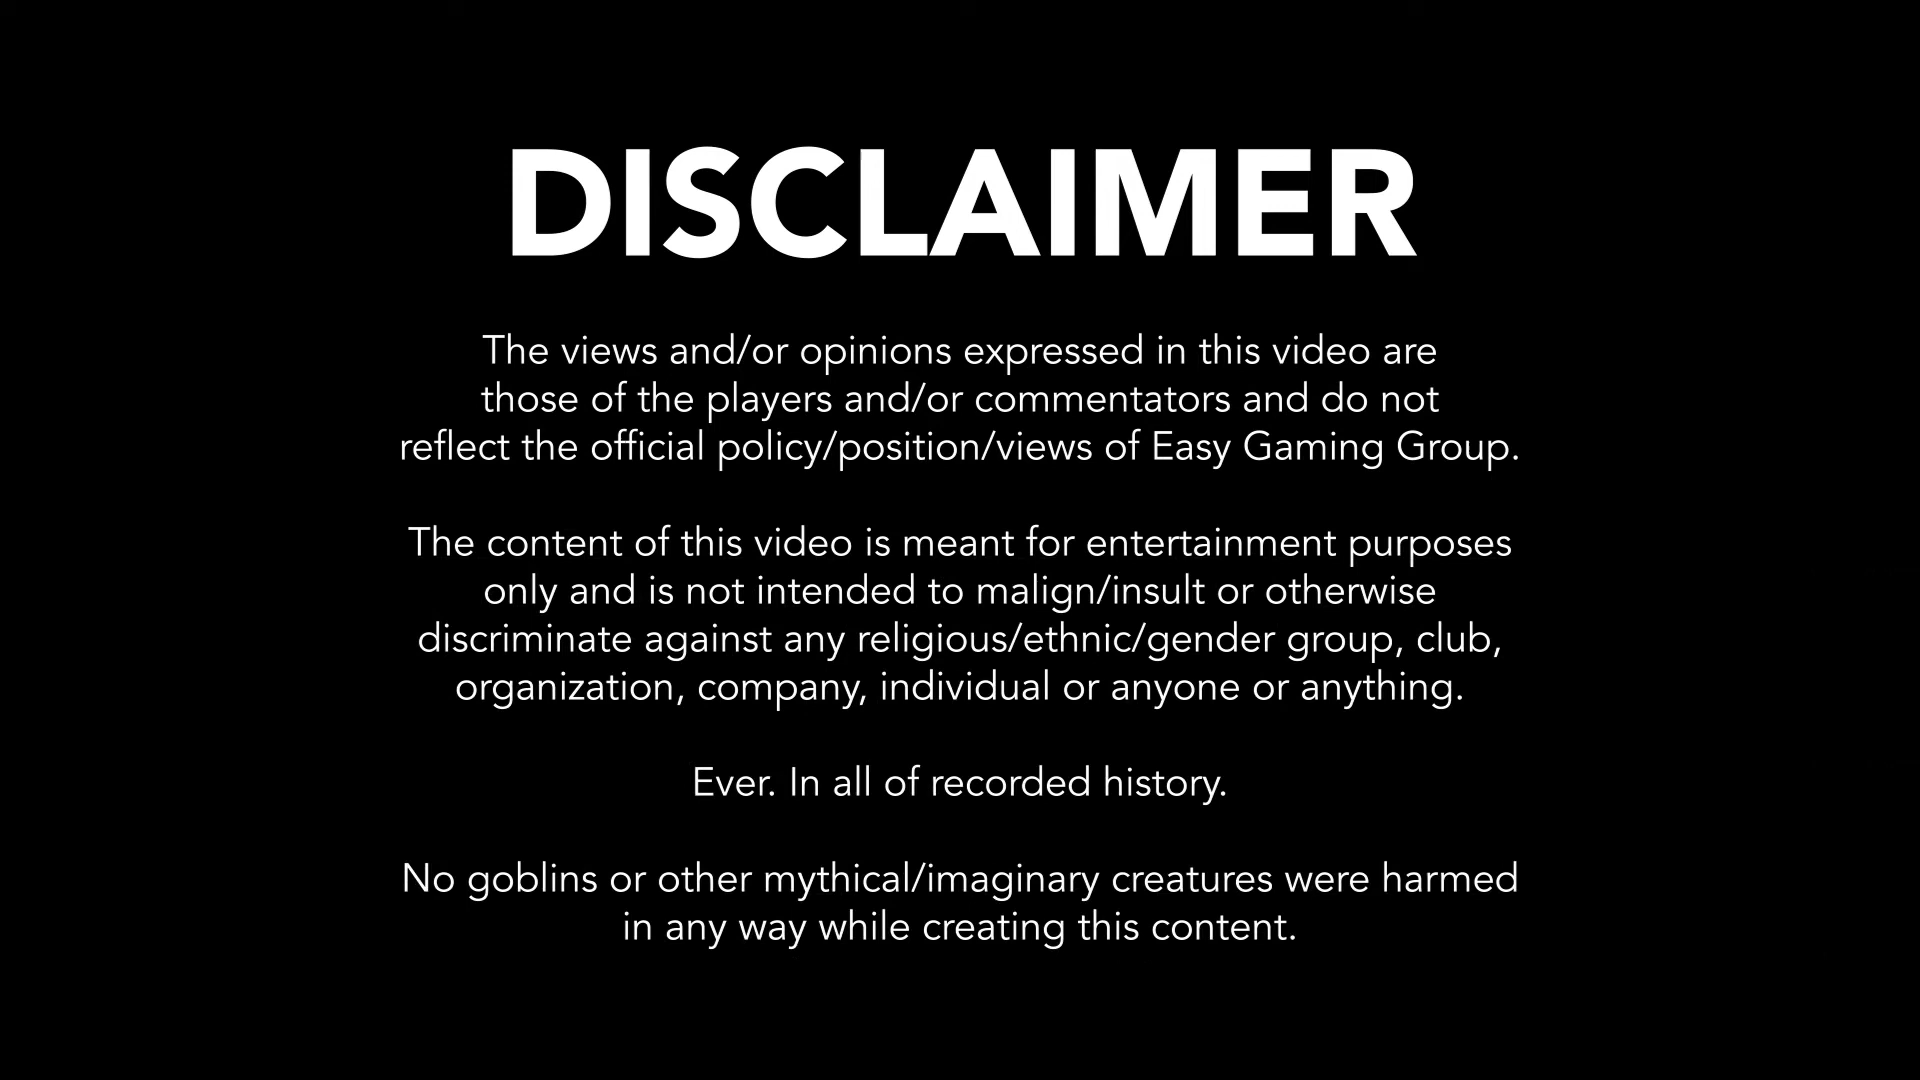 DISCLAIMER
The views and/or opinions expressed in this video are
those of the players and/or commentators and do not
reflect the official policy/position/views of Easy Gaming Group.
The content of this video is meant for entertainment purposes
only and is not intended to malign/insult or otherwise
discriminate against any religious/ethnic/gender group, club,
organization, company, individual or anyone or anything.
Ever. In all of recorded history.
No goblins or other mythical/imaginary creatures were harmed
in any way while creating this content.